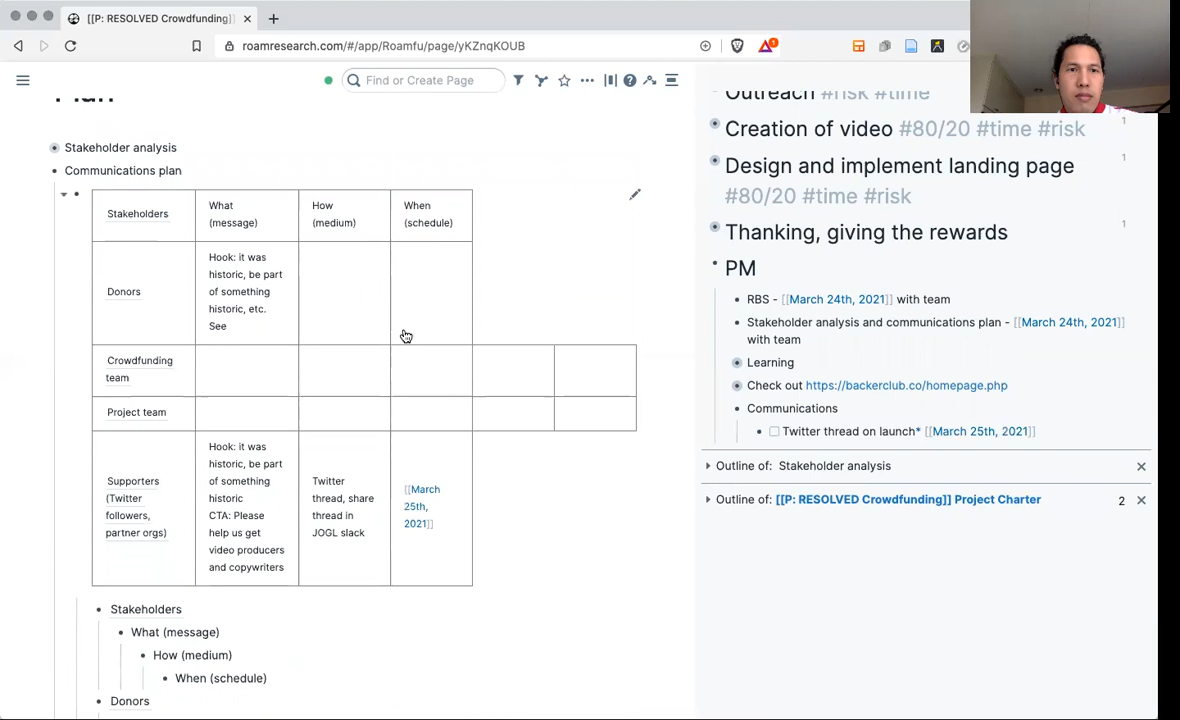 [[P: RESOLVED Crowdfunding]
roamresearch.com/#/app/Roamfu/page/yKZnqKOUB
1
Find or Create Page
Plan
Stakeholder analysis
Communications plan
Stakeholders
What
(message)
How
(medium)
When
(schedule)
Donors
Hook: it was
historic, be part
of something
historic, etc.
See
Crowdfunding
team
Project team
Supporters
(Twitter
followers,
partner orgs)
Hook: it was
historic, be part
of something
historic
CTA: Please
help us get
video producers
and copywriters
Twitter
thread, share
thread in
JOGL slack
[[March
25th,
2021]]
Stakeholders
What (message)
How (medium)
When (schedule)
Donors
Outreach #risk #time
Creation of video #80/20 #time #risk
1
Design and implement landing page
#80/20 #time #risk
1
Thanking, giving the rewards
1
PM
RBS - [[March 24th, 2021]] with team
Stakeholder analysis and communications plan - [[March 24th, 2021]]
with team
Learning
Check out https://backerclub.co/homepage.php
Communications
Twitter thread on launch* [[March 25th, 2021]]
Outline of: Stakeholder analysis
Outline of: [[P: RESOLVED Crowdfunding]] Project Charter
2